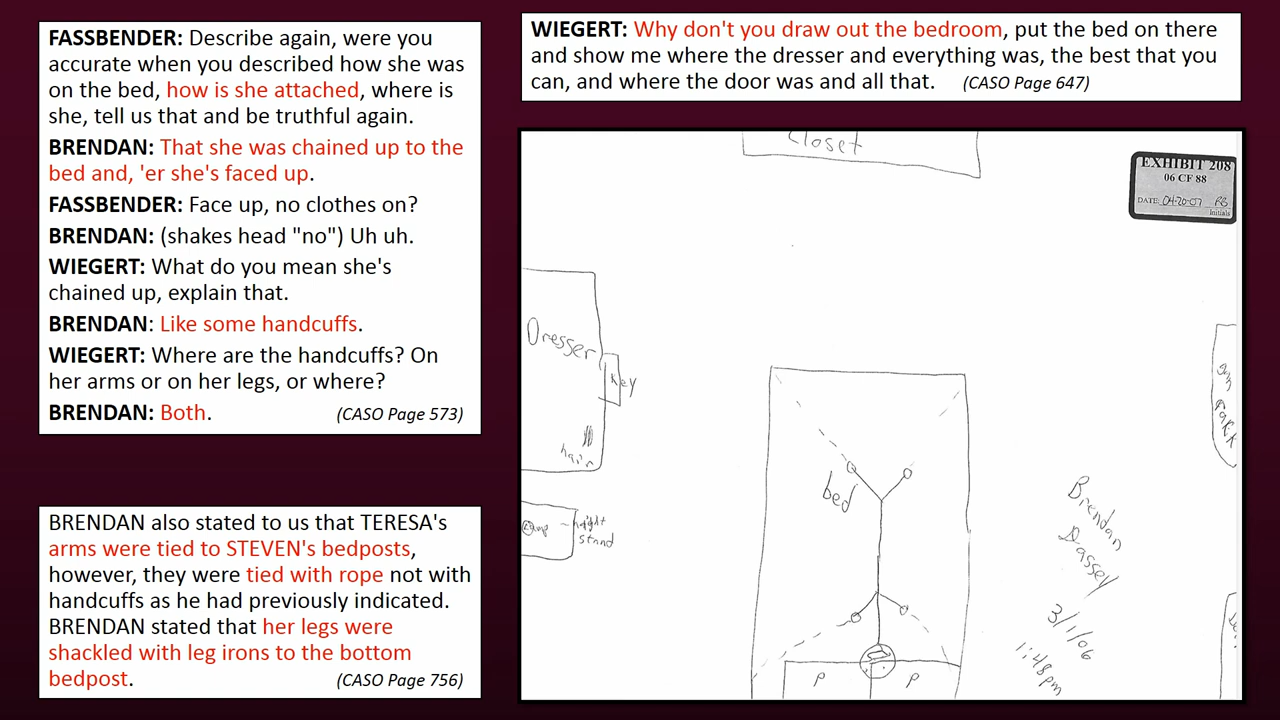 FASSBENDER: Describe again, were you
accurate when you described how she was
on the bed, how is she attached, where is
she, tell us that and be truthful again.
BRENDAN: That she was chained up to the
bed and, 'er she's faced up.
FASSBENDER: Face up, no clothes on?
BRENDAN: (shakes head "no") Uh uh.
WIEGERT: What do you mean she's
chained up, explain that.
BRENDAN: Like some handcuffs.
WIEGERT: Where are the handcuffs? On
her arms or on her legs, or where?
BRENDAN: Both. (CASO Page 573)
BRENDAN also stated to us that TERESA's
arms were tied to STEVEN's bedposts,
however, they were tied with rope not with
handcuffs as he had previously indicated.
BRENDAN stated that her legs were
shackled with leg irons to the bottom
bedpost. (CASO Page 756)
WIEGERT: Why don't you draw out the bedroom, put the bed on there
and show me where the dresser and everything was, the best that you
can, and where the door was and all that. (CASO Page 647)
Closet
EXHIBIT 208
06 CF 88
DATE: 04-20-07 RB
Initials
Dresser
key
hair
bed
night
stand
P
P
Brendan
Dassey
3/1/06
1:48pm